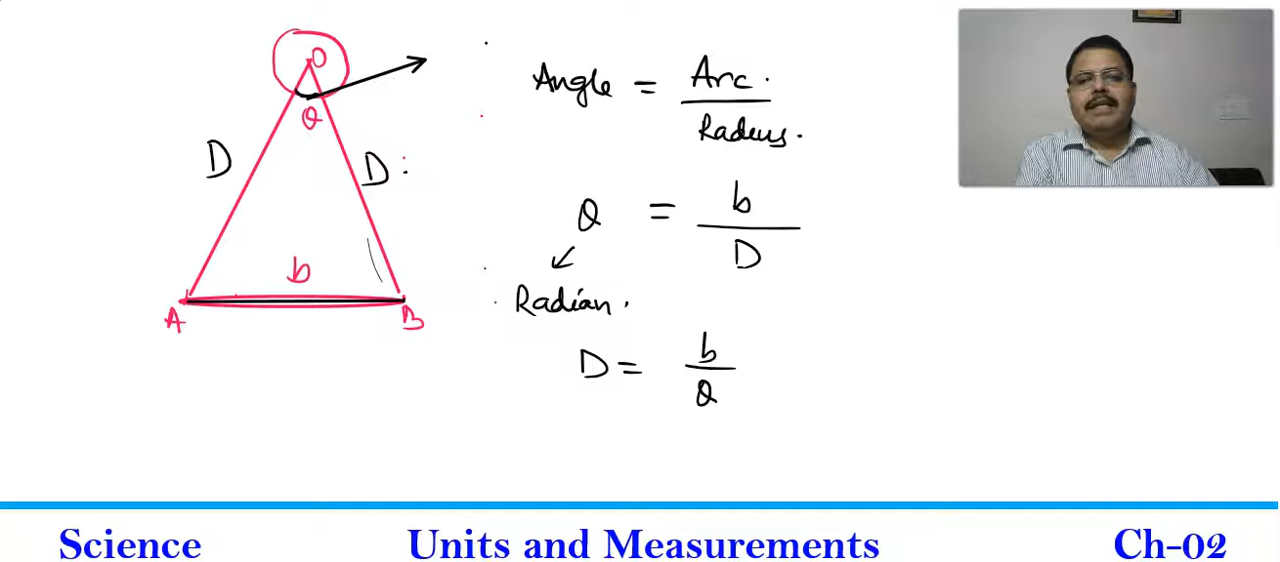 O
θ
D
D
b
A
B
Angle = Arc.
Radius.
θ = b
D
Radian.
D = b
θ
Science
Units and Measurements
Ch-02